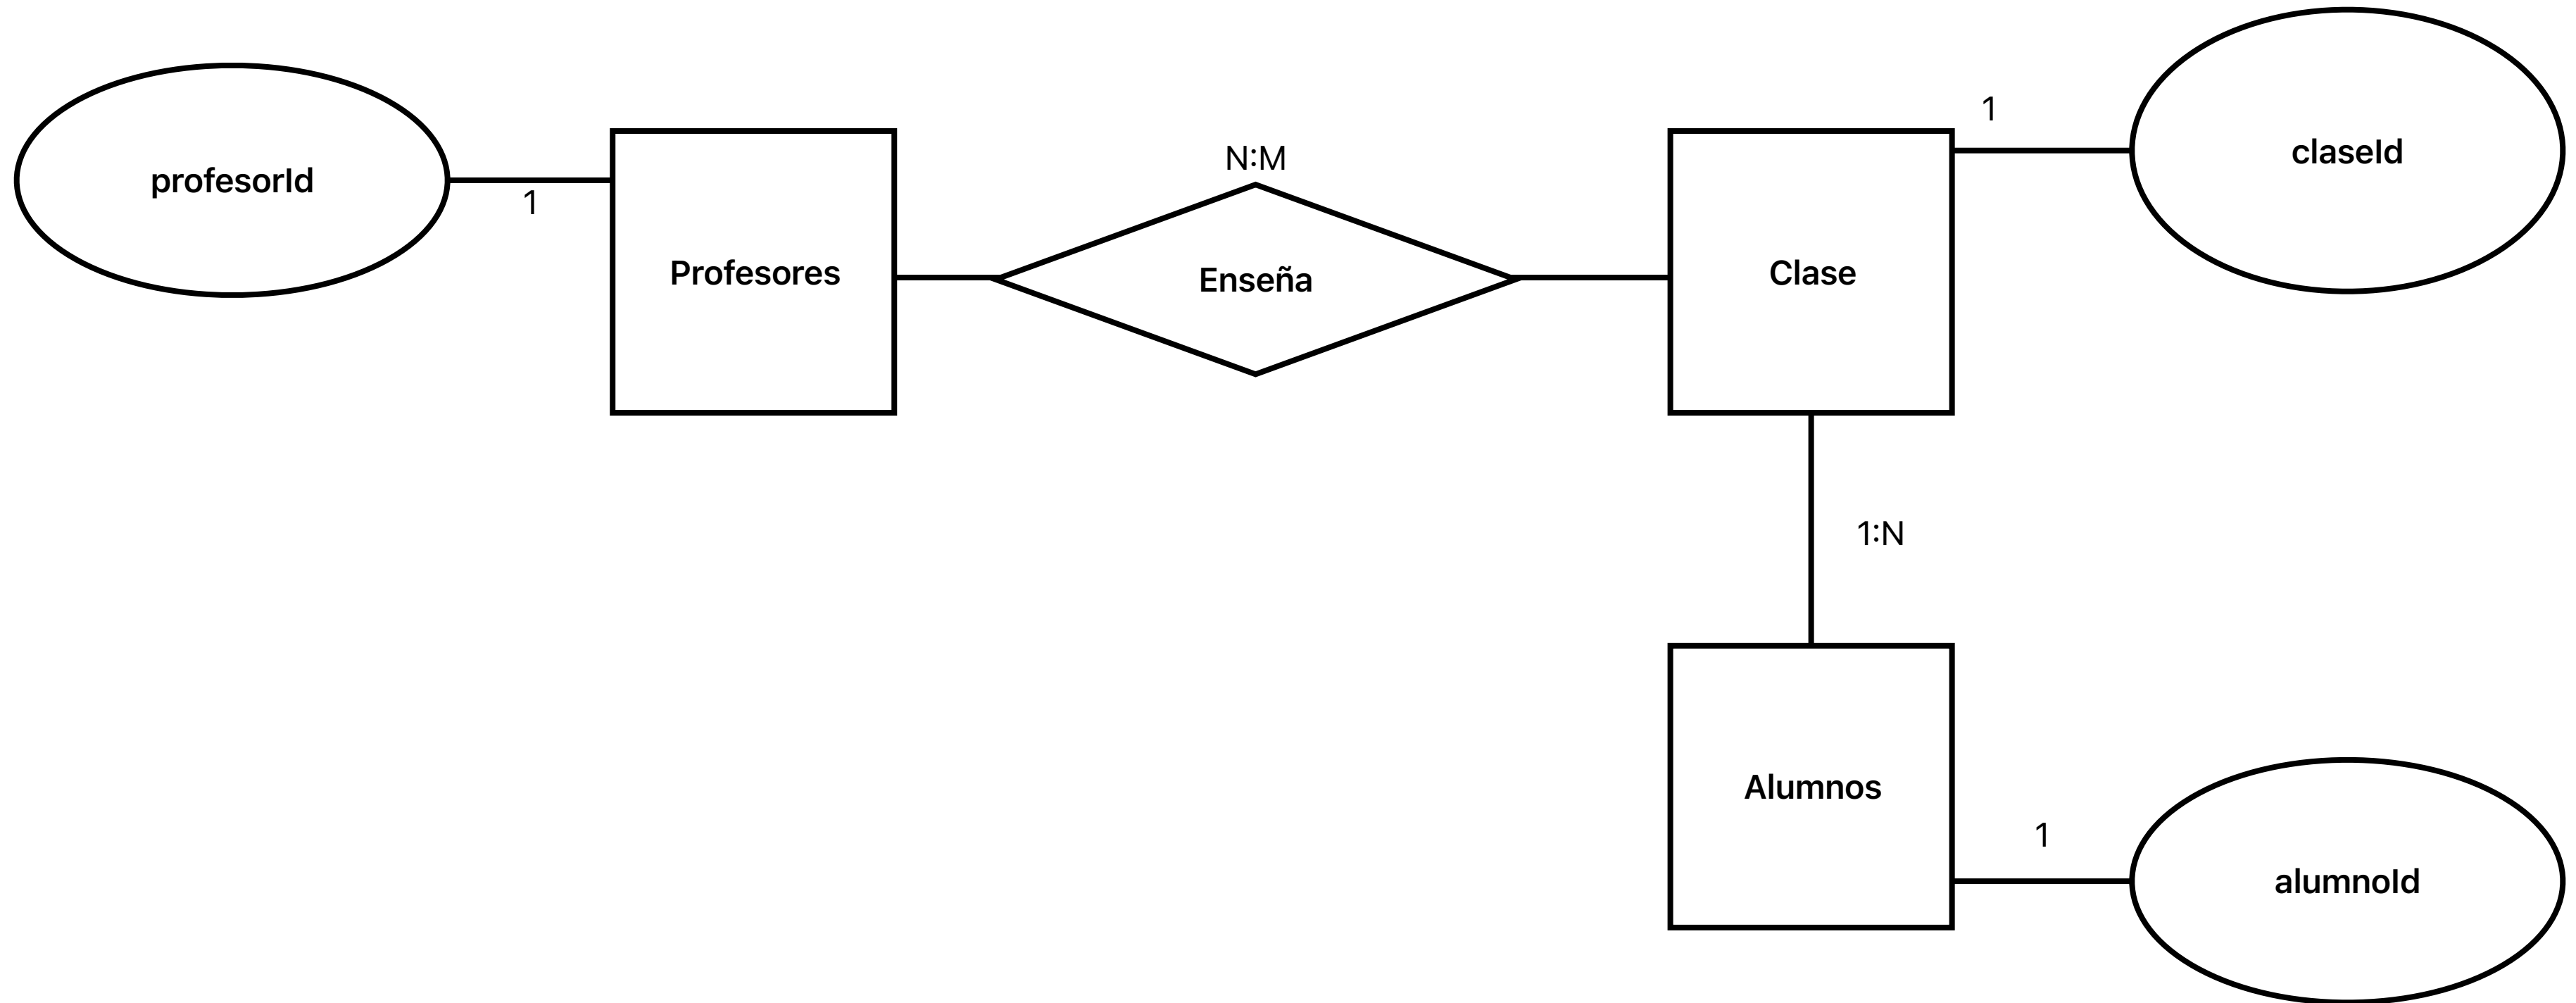 profesorId
1
Profesores
N:M
Enseña
Clase
1
claseId
1:N
Alumnos
1
alumnoId